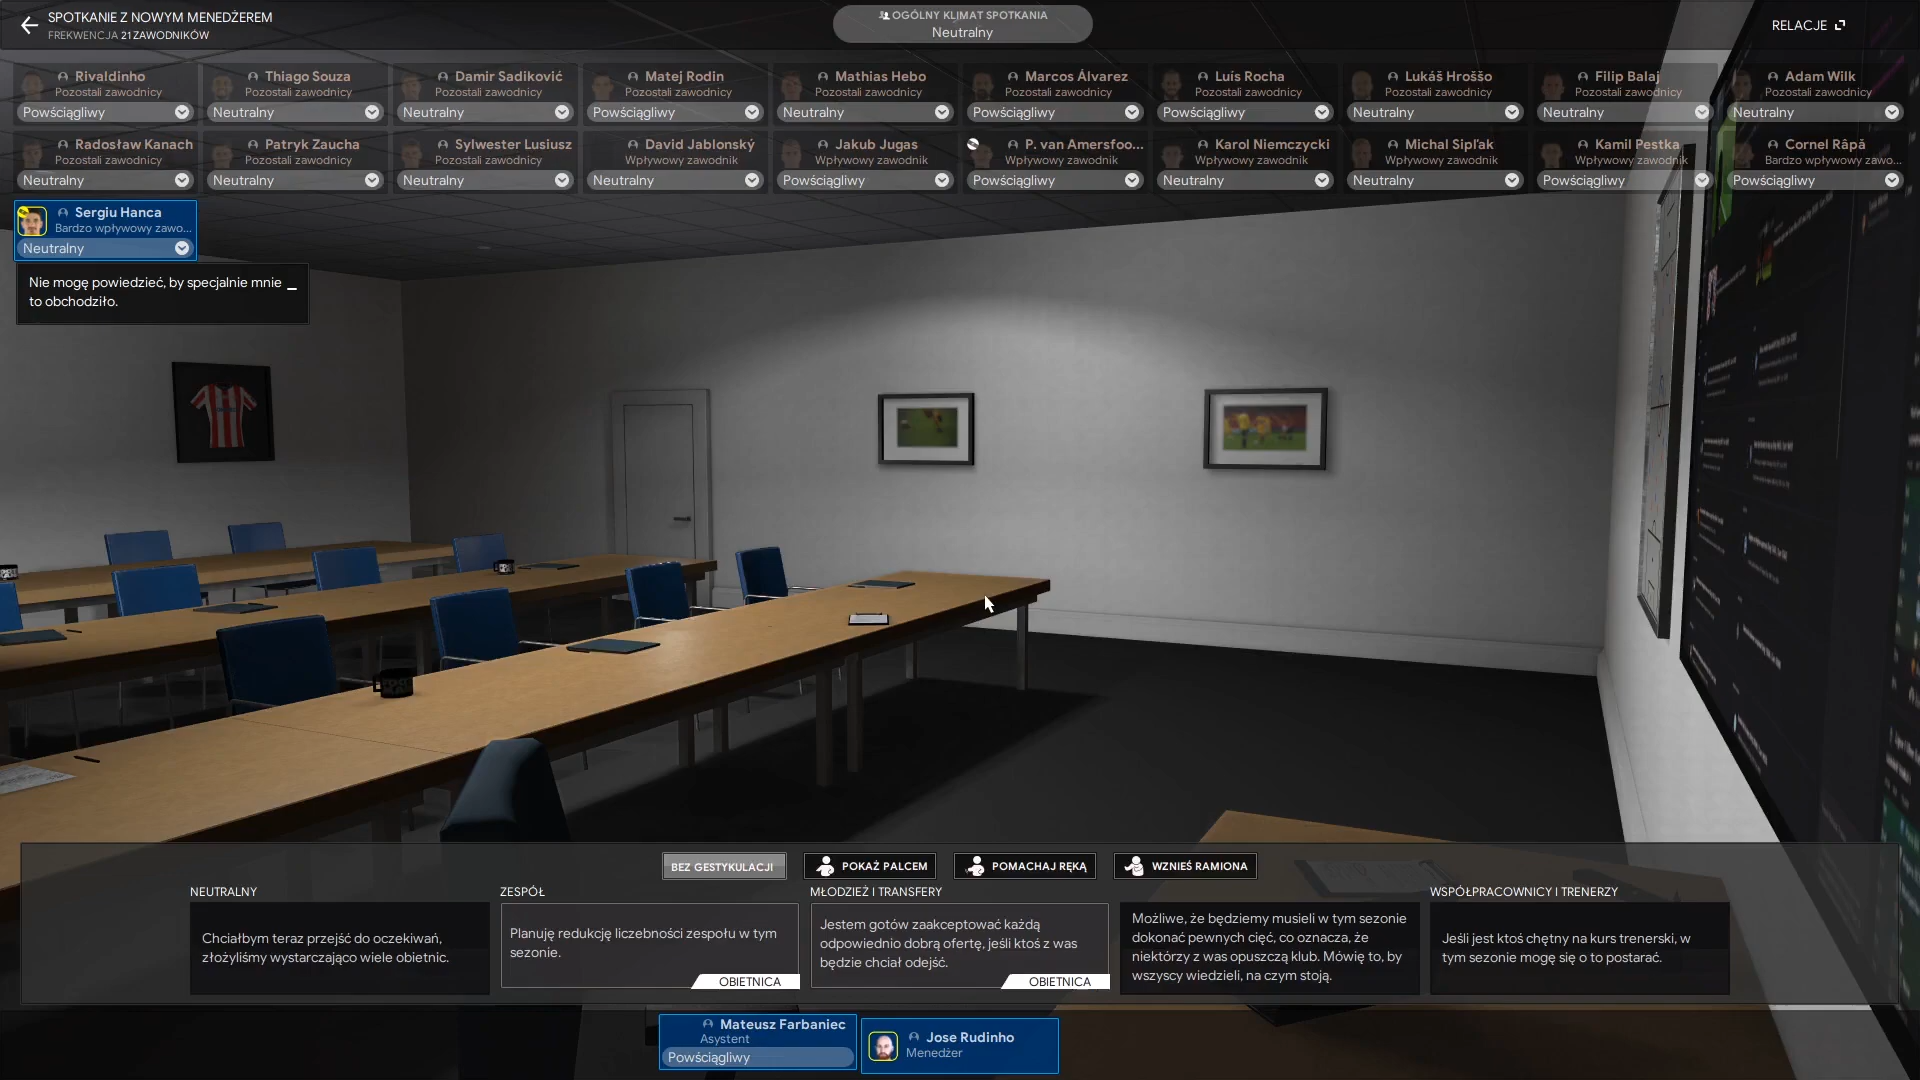 SPOTKANIE Z NOWYM MENEDŻEREM
FREKWENCJA 21 ZAWODNIKÓW
OGÓLNY KLIMAT SPOTKANIA
Neutralny
RELACJE
Rivaldinho
Pozostali zawodnicy
Powściągliwy
Thiago Souza
Pozostali zawodnicy
Neutralny
Damir Sadiković
Pozostali zawodnicy
Neutralny
Matej Rodin
Pozostali zawodnicy
Powściągliwy
Mathias Hebo
Pozostali zawodnicy
Neutralny
Marcos Álvarez
Pozostali zawodnicy
Powściągliwy
Luís Rocha
Pozostali zawodnicy
Powściągliwy
Lukáš Hroššo
Pozostali zawodnicy
Neutralny
Filip Balaj
Pozostali zawodnicy
Neutralny
Adam Wilk
Pozostali zawodnicy
Neutralny
Radosław Kanach
Pozostali zawodnicy
Neutralny
Patryk Zaucha
Pozostali zawodnicy
Neutralny
Sylwester Lusiusz
Pozostali zawodnicy
Neutralny
David Jablonský
Wpływowy zawodnik
Neutralny
Jakub Jugas
Wpływowy zawodnik
Powściągliwy
P. van Amersfoo...
Wpływowy zawodnik
Powściągliwy
Karol Niemczycki
Wpływowy zawodnik
Neutralny
Michal Sipľak
Wpływowy zawodnik
Neutralny
Kamil Pestka
Wpływowy zawodnik
Powściągliwy
Cornel Râpă
Bardzo wpływowy zawo...
Powściągliwy
Sergiu Hanca
Bardzo wpływowy zawo...
Neutralny
Nie mogę powiedzieć, by specjalnie mnie
to obchodziło.
BEZ GESTYKULACJI
POKAŻ PALCEM
POMACHAJ RĘKĄ
WZNIEŚ RAMIONA
NEUTRALNY
Chciałbym teraz przejść do oczekiwań,
złożyliśmy wystarczająco wiele obietnic.
ZESPÓŁ
Planuję redukcję liczebności zespołu w tym
sezonie.
OBIETNICA
MŁODZIEŻ I TRANSFERY
Jestem gotów zaakceptować każdą
odpowiednio dobrą ofertę, jeśli ktoś z was
będzie chciał odejść.
OBIETNICA
Możliwe, że będziemy musieli w tym sezonie
dokonać pewnych cięć, co oznacza, że
niektórzy z was opuszczą klub. Mówię to, by
wszyscy wiedzieli, na czym stoją.
WSPÓŁPRACOWNICY I TRENERZY
Jeśli jest ktoś chętny na kurs trenerski, w
tym sezonie mogę się o to postarać.
Mateusz Farbaniec
Asystent
Powściągliwy
Jose Rudinho
Menedżer